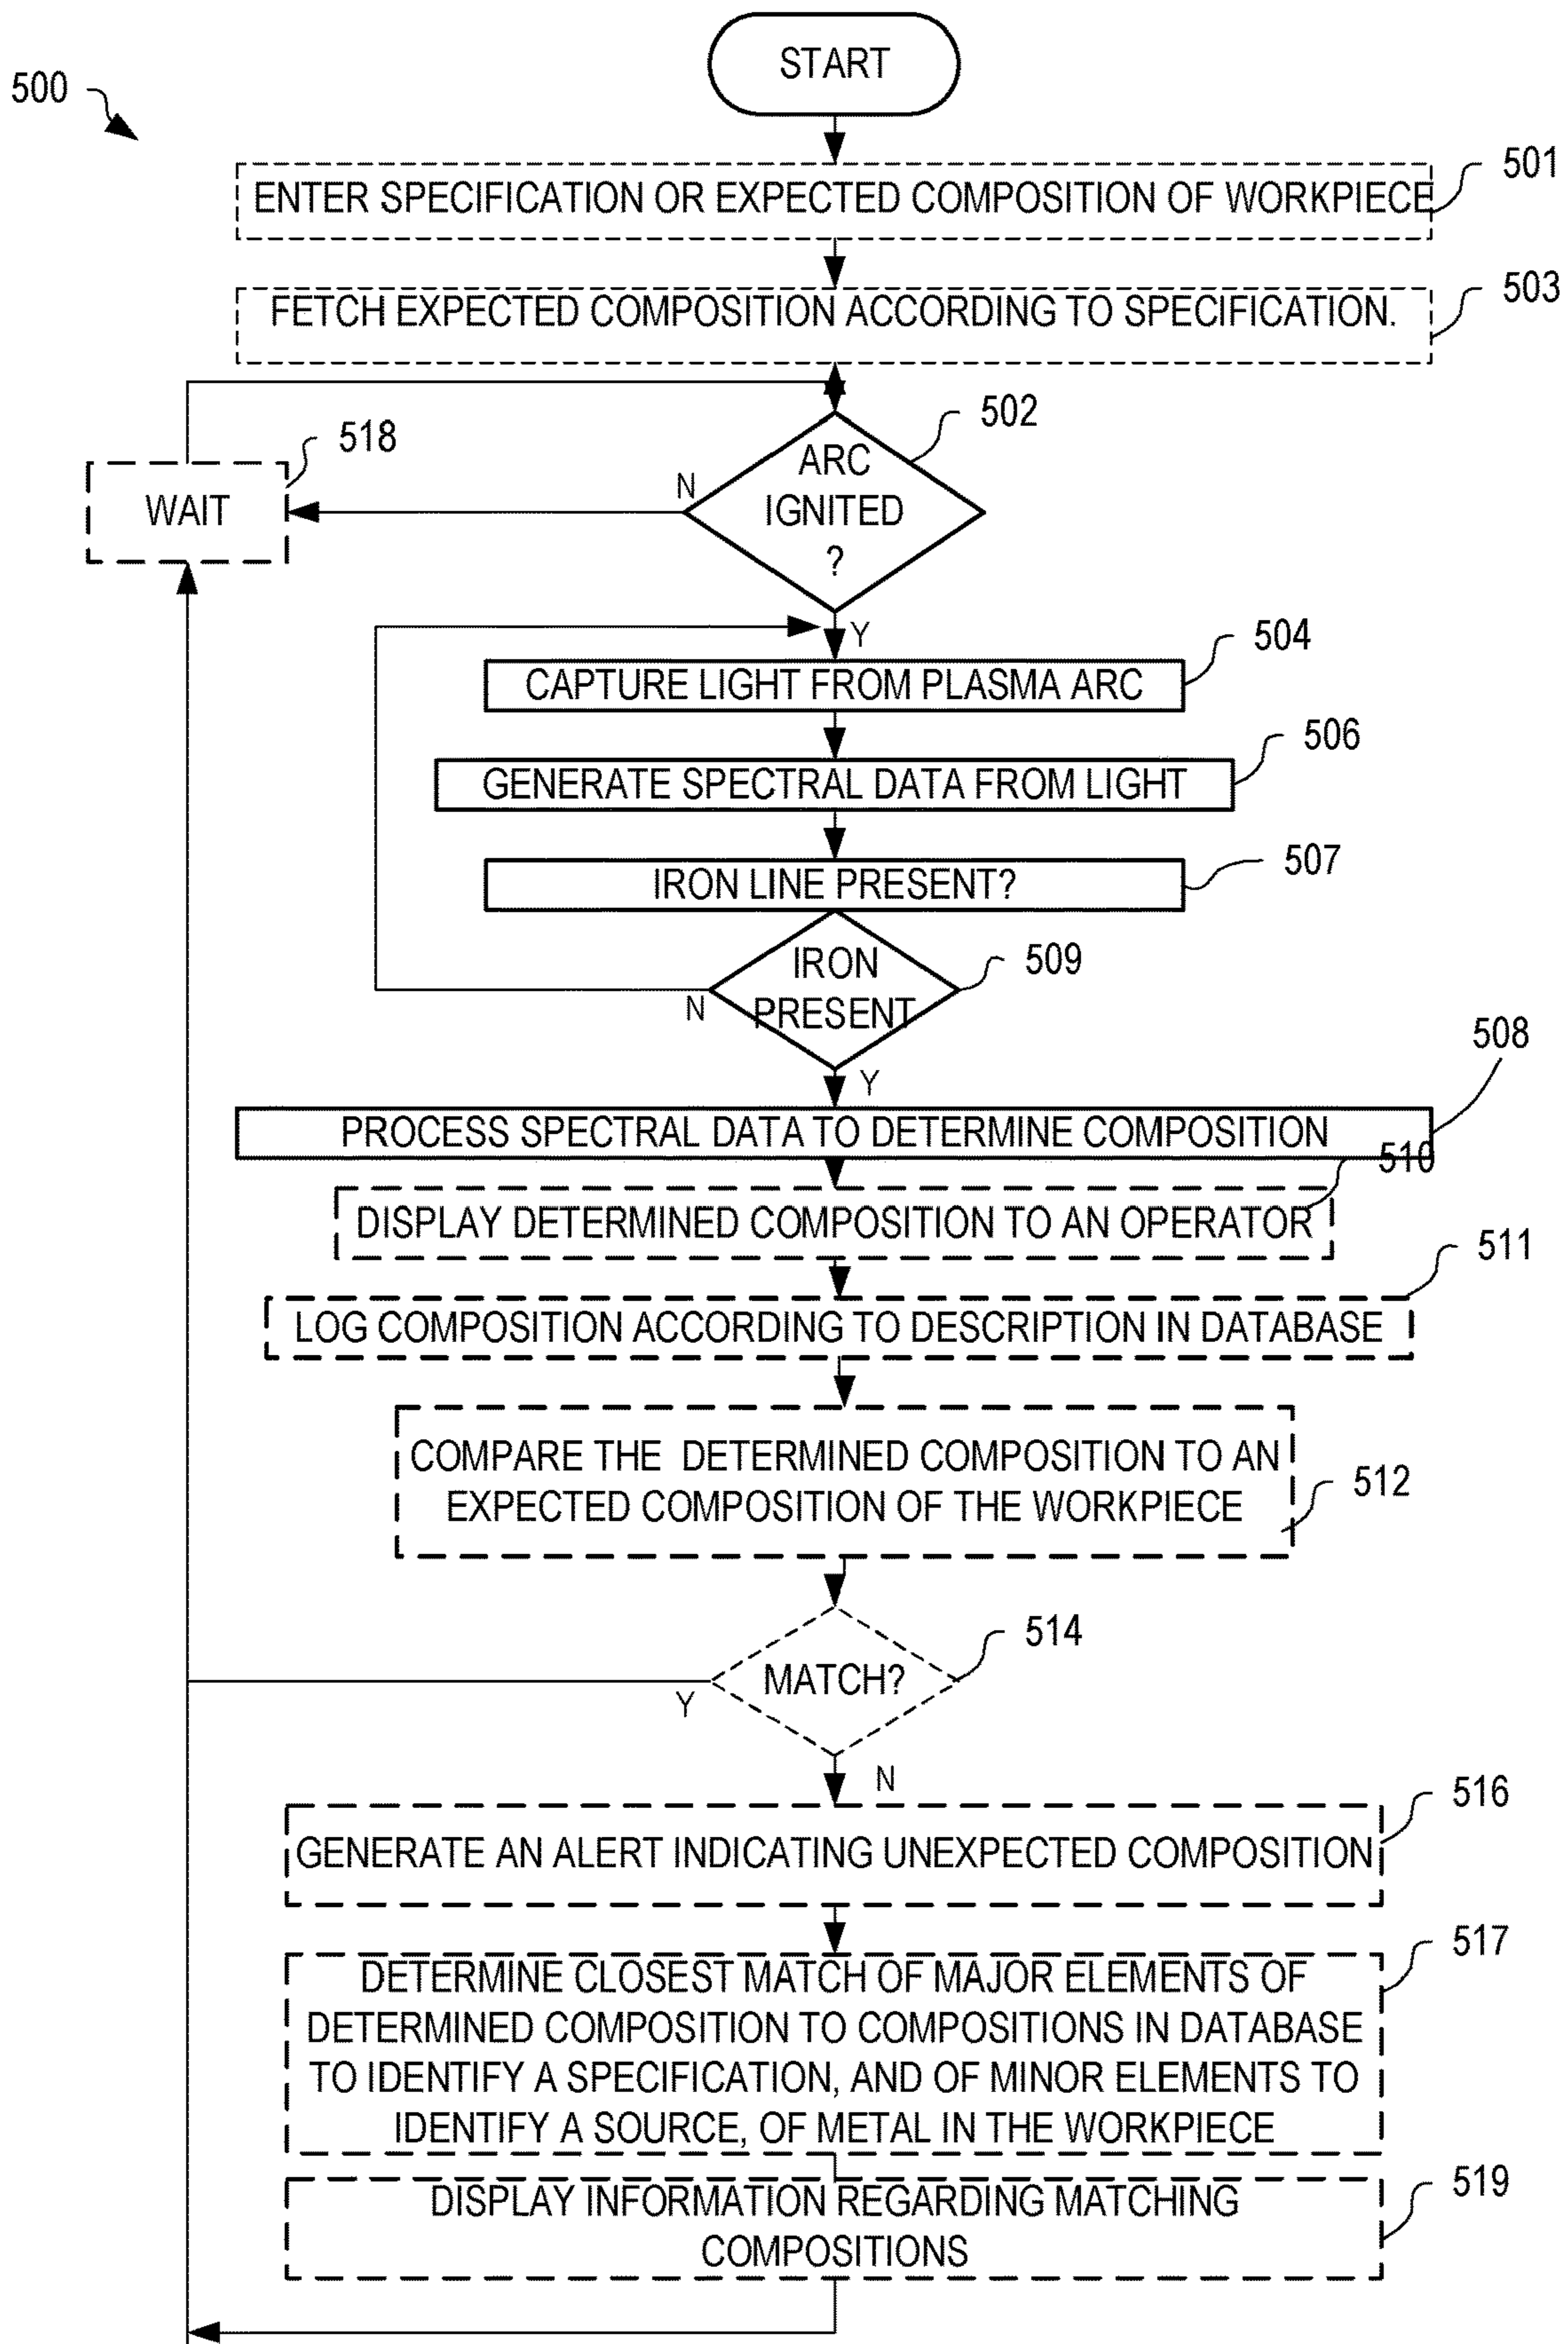 START
500
501
ENTER SPECIFICATION OR EXPECTED COMPOSITION OF WORKPIECE
503
FETCH EXPECTED COMPOSITION ACCORDING TO SPECIFICATION.
502
518
ARC
IGNITED
?
N
WAIT
Y
504
CAPTURE LIGHT FROM PLASMA ARC
506
GENERATE SPECTRAL DATA FROM LIGHT
507
IRON LINE PRESENT?
509
IRON
PRESENT
N
508
Y
PROCESS SPECTRAL DATA TO DETERMINE COMPOSITION
510
DISPLAY DETERMINED COMPOSITION TO AN OPERATOR
511
LOG COMPOSITION ACCORDING TO DESCRIPTION IN DATABASE
COMPARE THE DETERMINED COMPOSITION TO AN
EXPECTED COMPOSITION OF THE WORKPIECE
512
514
MATCH?
Y
N
516
GENERATE AN ALERT INDICATING UNEXPECTED COMPOSITION
517
DETERMINE CLOSEST MATCH OF MAJOR ELEMENTS OF
DETERMINED COMPOSITION TO COMPOSITIONS IN DATABASE
TO IDENTIFY A SPECIFICATION, AND OF MINOR ELEMENTS TO
IDENTIFY A SOURCE, OF METAL IN THE WORKPIECE
519
DISPLAY INFORMATION REGARDING MATCHING
COMPOSITIONS